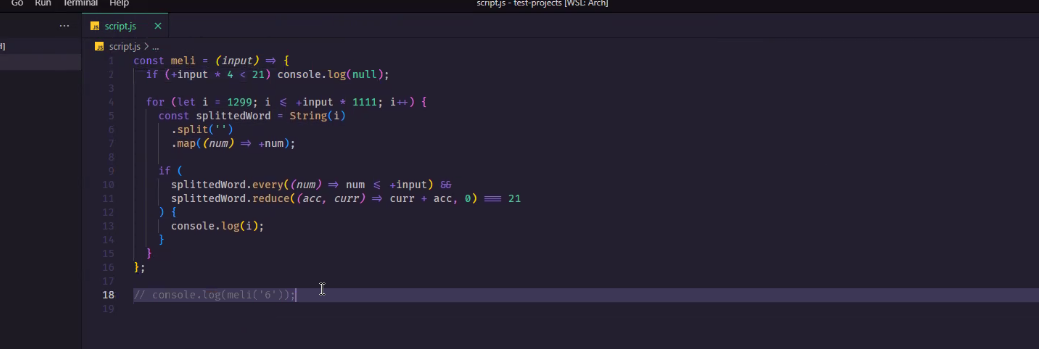 Go Run Terminal Help script.js - test-projects [WSL: Arch]
··· JS script.js ×
H]
JS script.js > ...
1 const meli = (input) => {
2 if (+input * 4 < 21) console.log(null);
3
4 for (let i = 1299; i <= +input * 1111; i++) {
5 const splittedWord = String(i)
6 .split('')
7 .map((num) => +num);
8
9 if (
10 splittedWord.every((num) => num <= +input) &&
11 splittedWord.reduce((acc, curr) => curr + acc, 0) === 21
12 ) {
13 console.log(i);
14 }
15 }
16 };
17
18 // console.log(meli('6'));
19